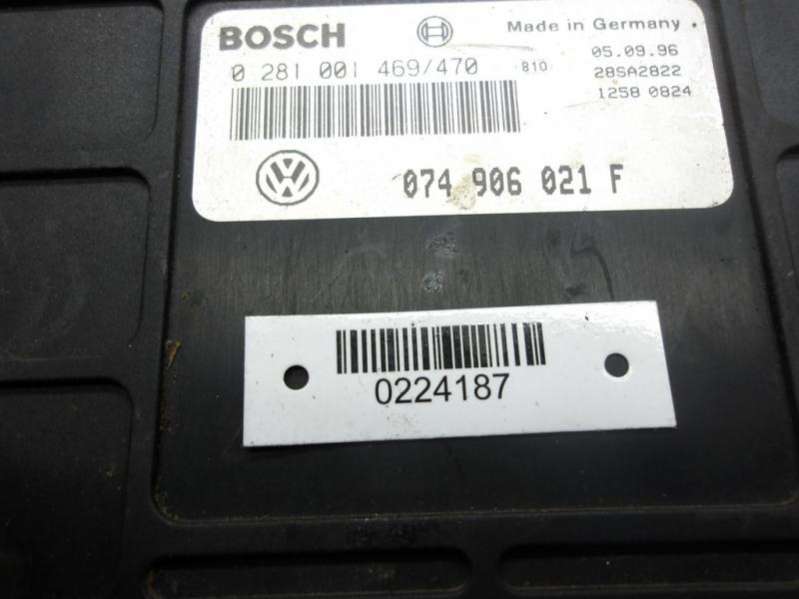 BOSCH Made in Germany
0 281 001 469/470 810 05.09.96
28SA2822
1258 0824
VW 074 906 021 F
0224187